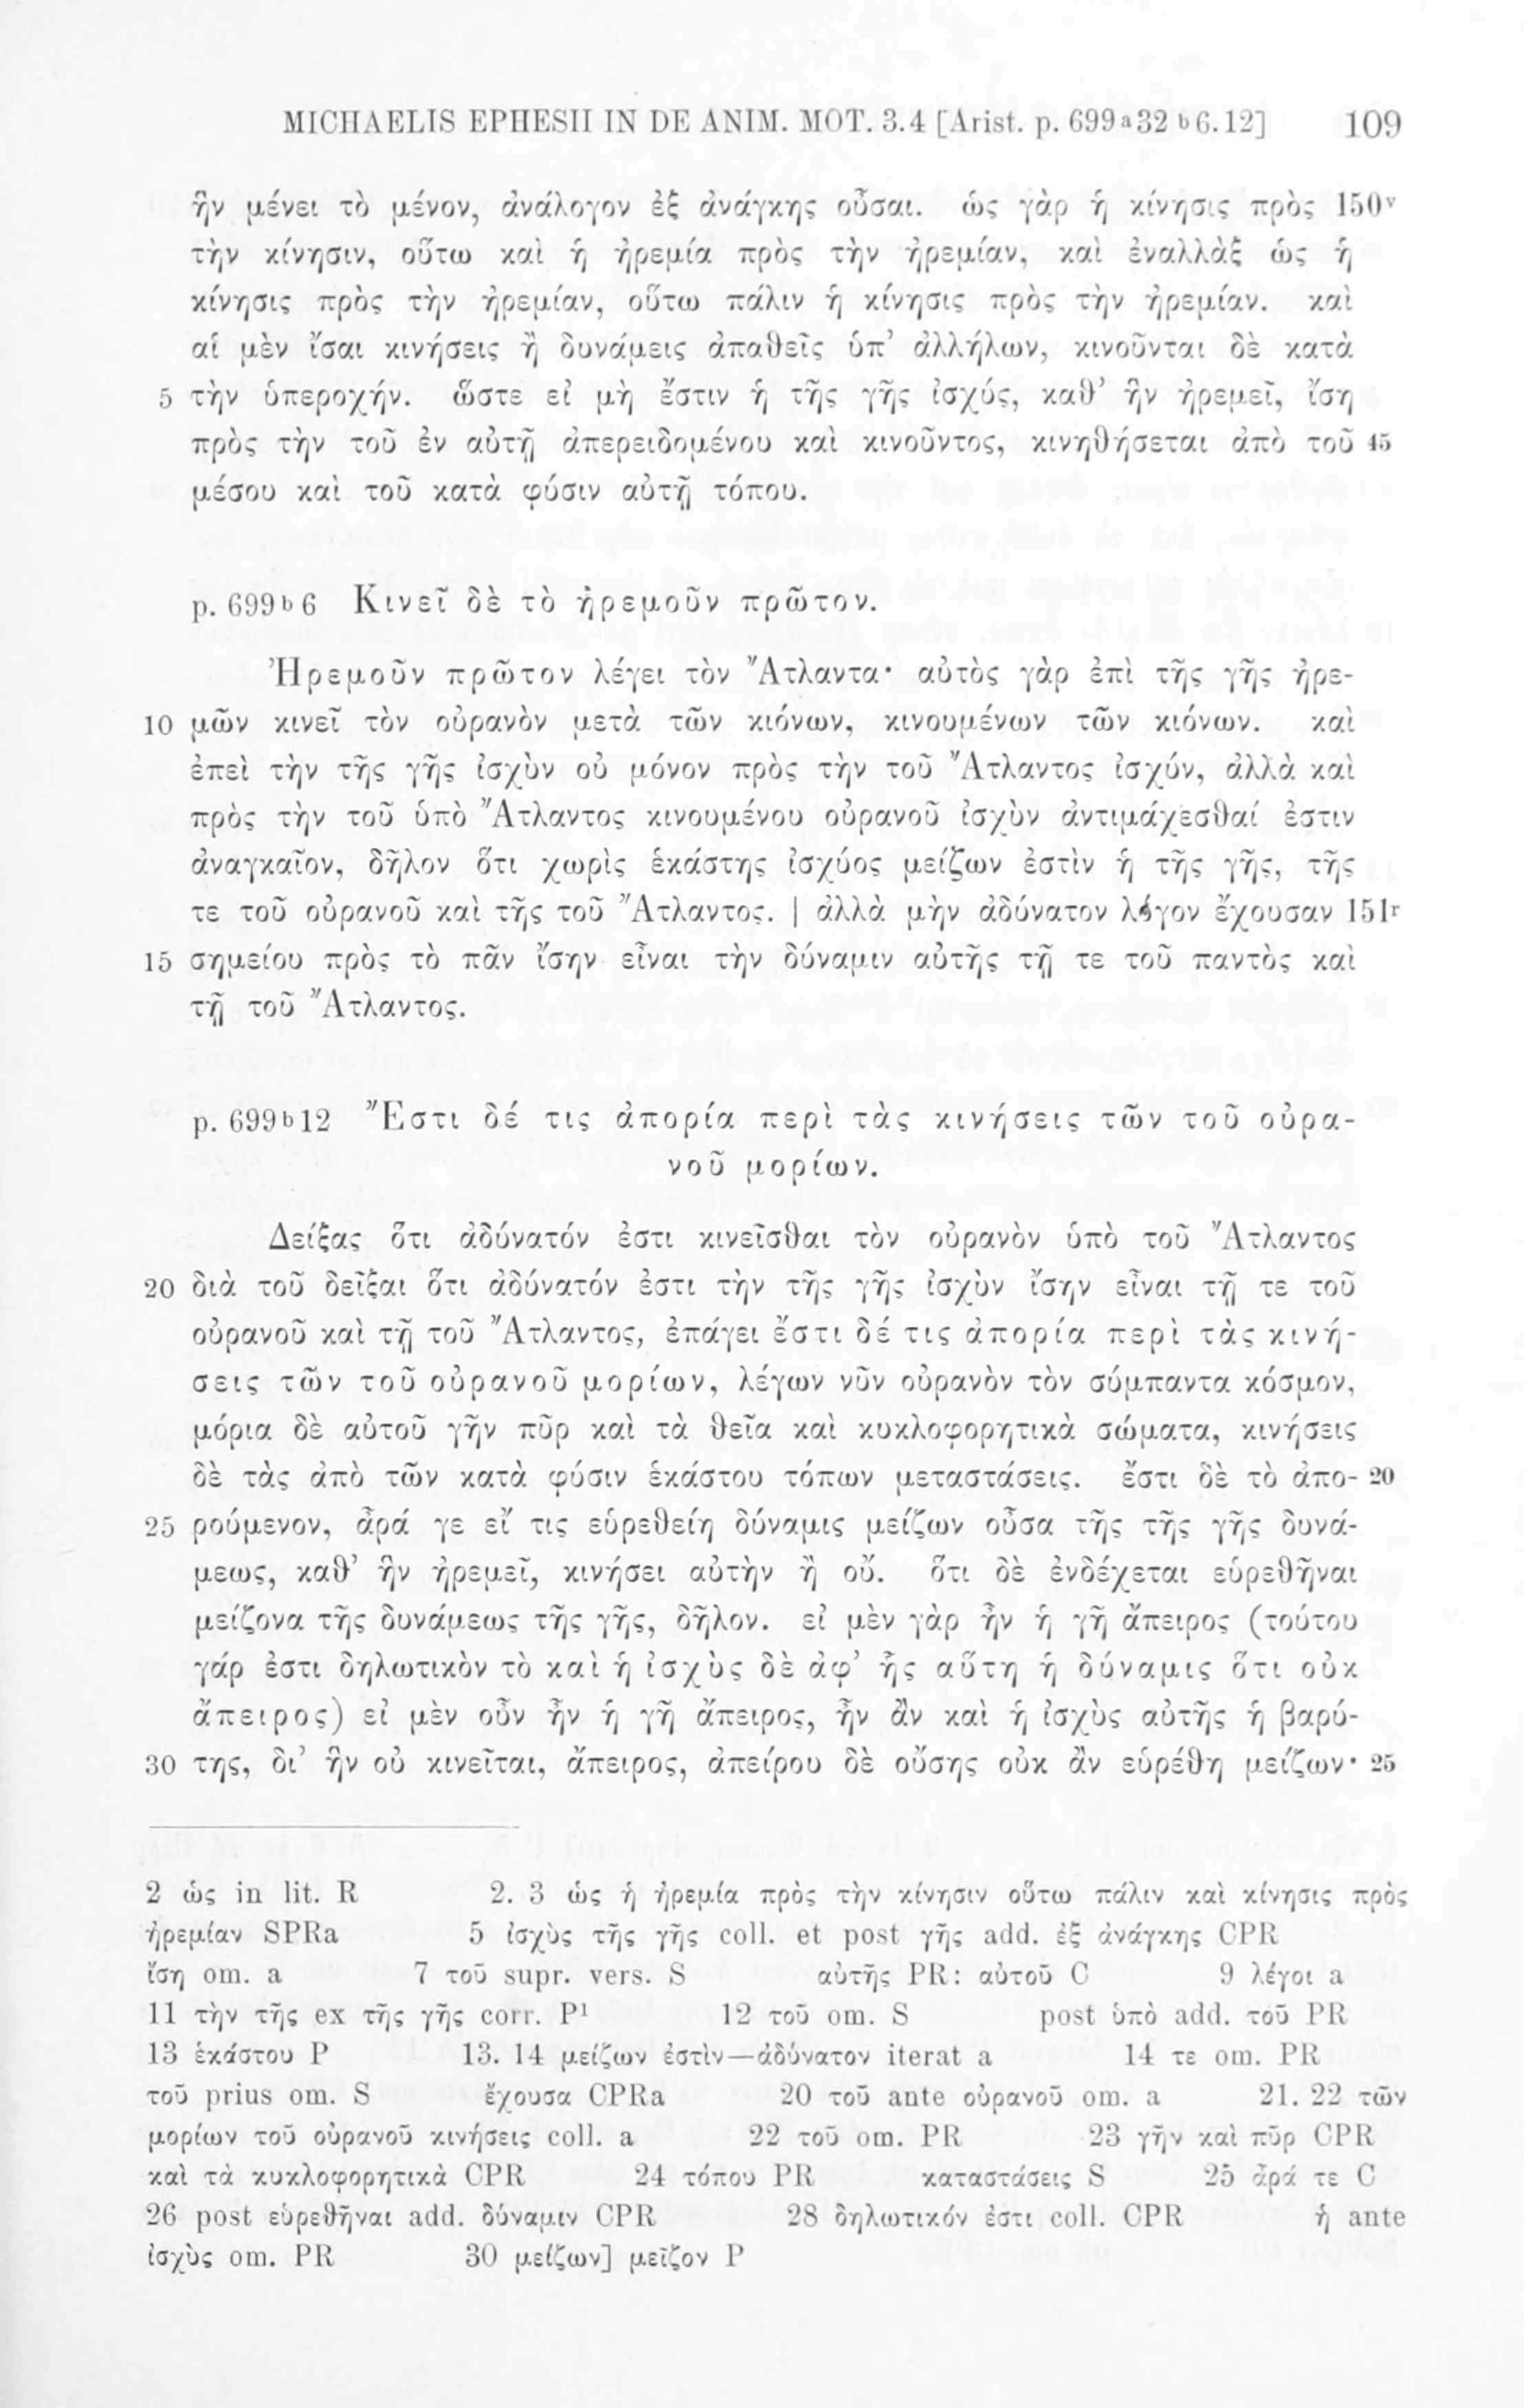 MICHAELIS EPHESII IN DE ANIM. MOT. 3.4 [Arist. p. 699a32 b6.12] 109
ἣν μένει τὸ μένον, ἀνάλογον ἐξ ἀνάγκης οὖσαι. ὡς γὰρ ἡ κίνησις πρὸς 150v
τὴν κίνησιν, οὕτω καὶ ἡ ἠρεμία πρὸς τὴν ἠρεμίαν, καὶ ἐναλλὰξ ὡς ἡ
κίνησις πρὸς τὴν ἠρεμίαν, οὕτω πάλιν ἡ κίνησις πρὸς τὴν ἠρεμίαν. καὶ
αἱ μὲν ἴσαι κινήσεις ἢ δυνάμεις ἀπαθεῖς ὑπ’ ἀλλήλων, κινοῦνται δὲ κατὰ
5 τὴν ὑπεροχήν. ὥστε εἰ μὴ ἔστιν ἡ τῆς γῆς ἰσχύς, καθ’ ἣν ἠρεμεῖ, ἴση
πρὸς τὴν τοῦ ἐν αὐτῇ ἀπερειδομένου καὶ κινοῦντος, κινηθήσεται ἀπὸ τοῦ 45
μέσου καὶ τοῦ κατὰ φύσιν αὐτῇ τόπου.
p. 699b6 Κινεῖ δὲ τὸ ἠρεμοῦν πρῶτον.
Ἠρεμοῦν πρῶτον λέγει τὸν Ἄτλαντα· αὐτὸς γὰρ ἐπὶ τῆς γῆς ἠρε-
10 μῶν κινεῖ τὸν οὐρανὸν μετὰ τῶν κιόνων, κινουμένων τῶν κιόνων. καὶ
ἐπεὶ τὴν τῆς γῆς ἰσχὺν οὐ μόνον πρὸς τὴν τοῦ Ἄτλαντος ἰσχύν, ἀλλὰ καὶ
πρὸς τὴν τοῦ ὑπὸ Ἄτλαντος κινουμένου οὐρανοῦ ἰσχὺν ἀντιμάχεσθαί ἐστιν
ἀναγκαῖον, δῆλον ὅτι χωρὶς ἑκάστης ἰσχύος μείζων ἐστὶν ἡ τῆς γῆς, τῆς
τε τοῦ οὐρανοῦ καὶ τῆς τοῦ Ἄτλαντος. | ἀλλὰ μὴν ἀδύνατον λόγον ἔχουσαν 151r
15 σημείου πρὸς τὸ πᾶν ἴσην εἶναι τὴν δύναμιν αὐτῆς τῇ τε τοῦ παντὸς καὶ
τῇ τοῦ Ἄτλαντος.
p. 699b12 Ἔστι δέ τις ἀπορία περὶ τὰς κινήσεις τῶν τοῦ οὐρα-
νοῦ μορίων.
Δείξας ὅτι ἀδύνατόν ἐστι κινεῖσθαι τὸν οὐρανὸν ὑπὸ τοῦ Ἄτλαντος
20 διὰ τοῦ δεῖξαι ὅτι ἀδύνατόν ἐστι τὴν τῆς γῆς ἰσχὺν ἴσην εἶναι τῇ τε τοῦ
οὐρανοῦ καὶ τῇ τοῦ Ἄτλαντος, ἐπάγει ἔστι δέ τις ἀπορία περὶ τὰς κινή-
σεις τῶν τοῦ οὐρανοῦ μορίων, λέγων νῦν οὐρανὸν τὸν σύμπαντα κόσμον,
μόρια δὲ αὐτοῦ γῆν πῦρ καὶ τὰ θεῖα καὶ κυκλοφορητικὰ σώματα, κινήσεις
δὲ τὰς ἀπὸ τῶν κατὰ φύσιν ἑκάστου τόπων μεταστάσεις. ἔστι δὲ τὸ ἀπο- 20
25 ρούμενον, ἆρά γε εἴ τις εὑρεθείη δύναμις μείζων οὖσα τῆς τῆς γῆς δυνά-
μεως, καθ’ ἣν ἠρεμεῖ, κινήσει αὐτὴν ἢ οὔ. ὅτι δὲ ἐνδέχεται εὑρεθῆναι
μείζονα τῆς δυνάμεως τῆς γῆς, δῆλον. εἰ μὲν γὰρ ἦν ἡ γῆ ἄπειρος (τούτου
γάρ ἐστι δηλωτικὸν τὸ καὶ ἡ ἰσχὺς δὲ ἀφ’ ἧς αὕτη ἡ δύναμις ὅτι οὐκ
ἄπειρος) εἰ μὲν οὖν ἦν ἡ γῆ ἄπειρος, ἦν ἂν καὶ ἡ ἰσχὺς αὐτῆς ἡ βαρύ-
30 της, δι’ ἣν οὐ κινεῖται, ἄπειρος, ἀπείρου δὲ οὔσης οὐκ ἂν εὑρέθη μείζων· 25
2 ὡς in lit. R 2. 3 ὡς ἡ ἠρεμία πρὸς τὴν κίνησιν οὕτω πάλιν καὶ κίνησις πρὸς
ἠρεμίαν SPRa 5 ἰσχὺς τῆς γῆς coll. et post γῆς add. ἐξ ἀνάγκης CPR
ἴση om. a 7 τοῦ supr. vers. S αὐτῆς PR: αὐτοῦ C 9 λέγοι a
11 τὴν τῆς ex τῆς γῆς corr. P1 12 τοῦ om. S post ὑπὸ add. τοῦ PR
13 ἑκάστου P 13. 14 μείζων ἐστὶν—ἀδύνατον iterat a 14 τε om. PR
τοῦ prius om. S ἔχουσα CPRa 20 τοῦ ante οὐρανοῦ om. a 21. 22 τῶν
μορίων τοῦ οὐρανοῦ κινήσεις coll. a 22 τοῦ om. PR 23 γῆν καὶ πῦρ CPR
καὶ τὰ κυκλοφορητικὰ CPR 24 τόπου PR καταστάσεις S 25 ἆρά τε C
26 post εὑρεθῆναι add. δύναμιν CPR 28 δηλωτικόν ἐστι coll. CPR ἡ ante
ἰσχὺς om. PR 30 μείζων] μεῖζον P